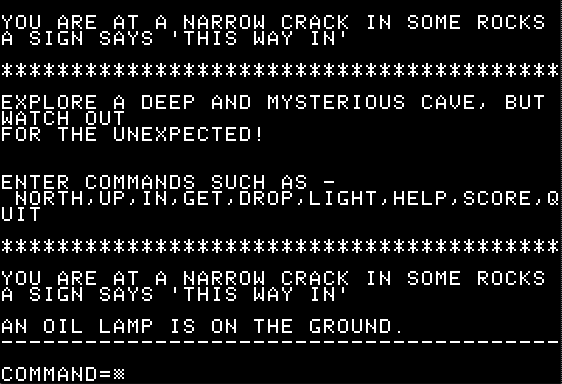 YOU ARE AT A NARROW CRACK IN SOME ROCKS
A SIGN SAYS 'THIS WAY IN'
****************************************
EXPLORE A DEEP AND MYSTERIOUS CAVE, BUT
WATCH OUT
FOR THE UNEXPECTED!
ENTER COMMANDS SUCH AS -
NORTH,UP,IN,GET,DROP,LIGHT,HELP,SCORE,Q
UIT
****************************************
YOU ARE AT A NARROW CRACK IN SOME ROCKS
A SIGN SAYS 'THIS WAY IN'
AN OIL LAMP IS ON THE GROUND.
----------------------------------------
COMMAND=